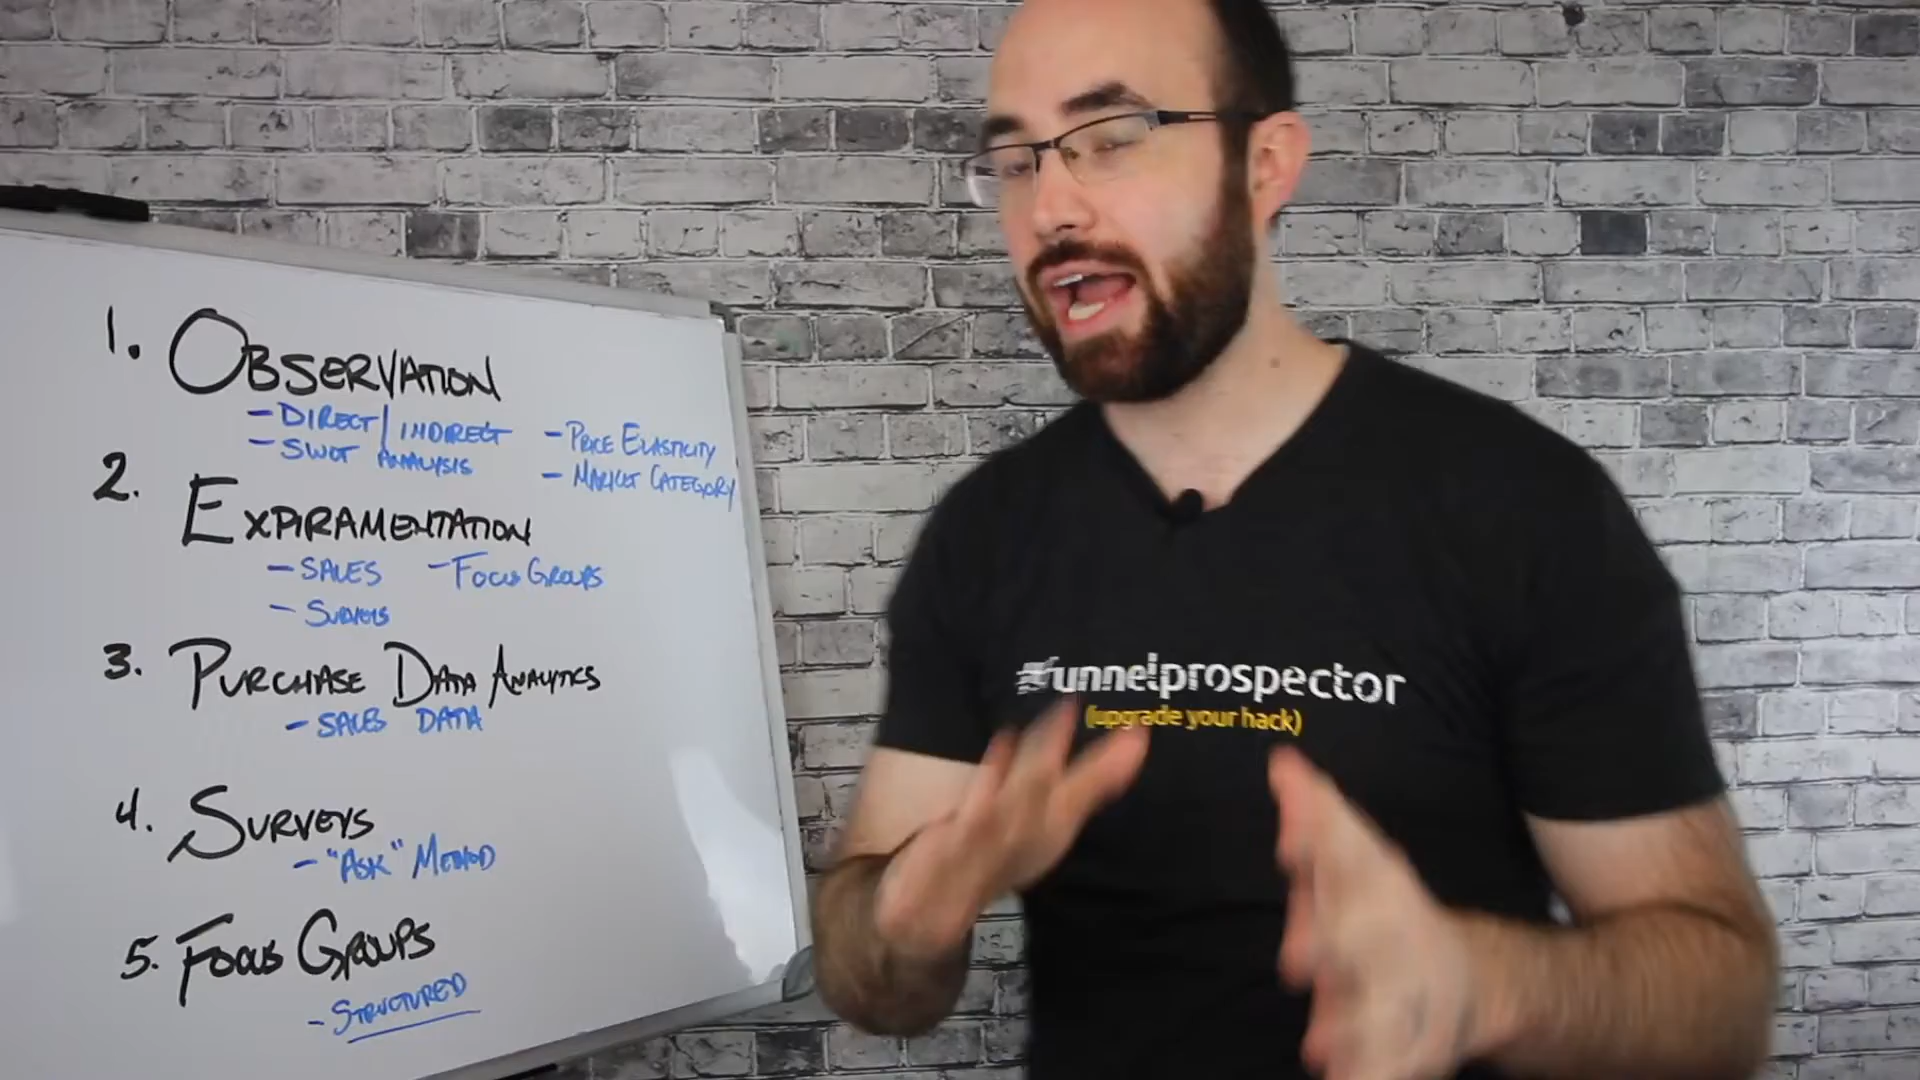 1. OBSERVATION
- DIRECT/INDIRECT - PRICE ELASTICITY
- SWOT ANALYSIS - MARKET CATEGORY
2. EXPIRAMENTATION
- SALES - FOCUS GROUPS
- SURVEYS
3. PURCHASE DATA ANALYTICS
- SALES DATA
4. SURVEYS
- "ASK" METHOD
5. FOCUS GROUPS
- STRUCTURED
#funnelprospector
(upgrade your hack)